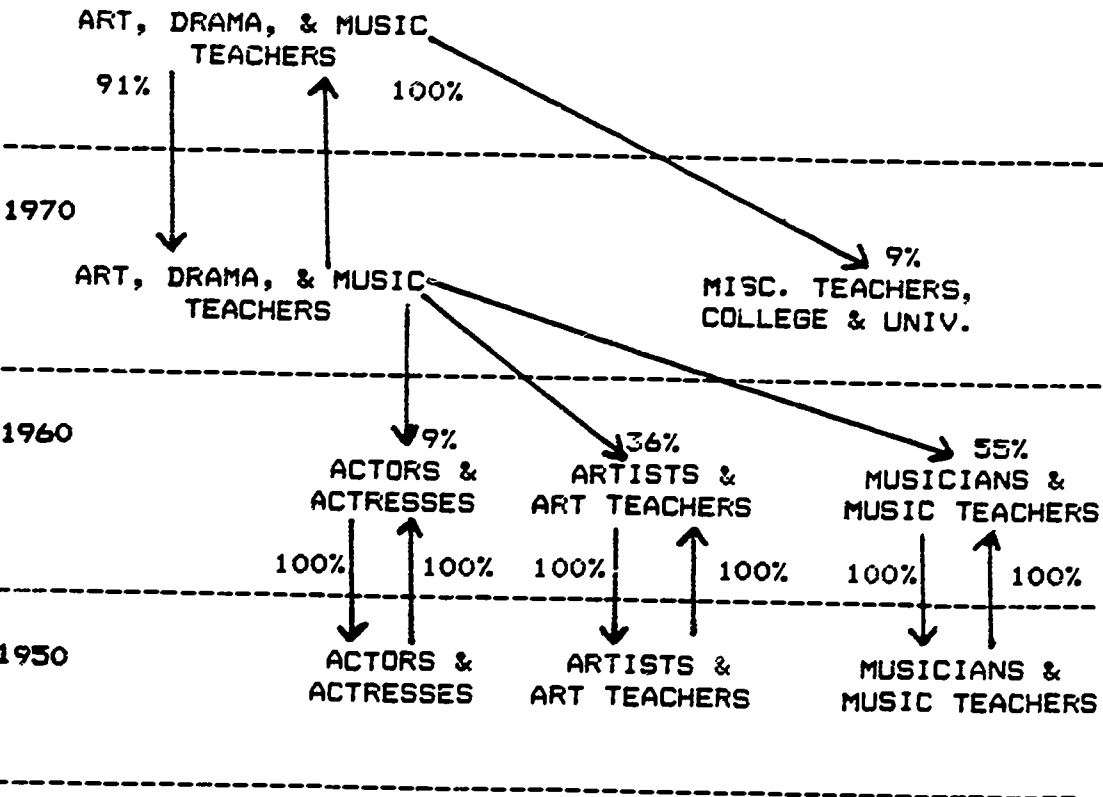 ART, DRAMA, & MUSIC
TEACHERS
91%
100%
1970
9%
ART, DRAMA, & MUSIC
TEACHERS
MISC. TEACHERS,
COLLEGE & UNIV.
1960
9%
36%
55%
ACTORS &
ACTRESSES
ARTISTS &
ART TEACHERS
MUSICIANS &
MUSIC TEACHERS
100%
100%
100%
100%
100%
100%
1950
ACTORS &
ACTRESSES
ARTISTS &
ART TEACHERS
MUSICIANS &
MUSIC TEACHERS